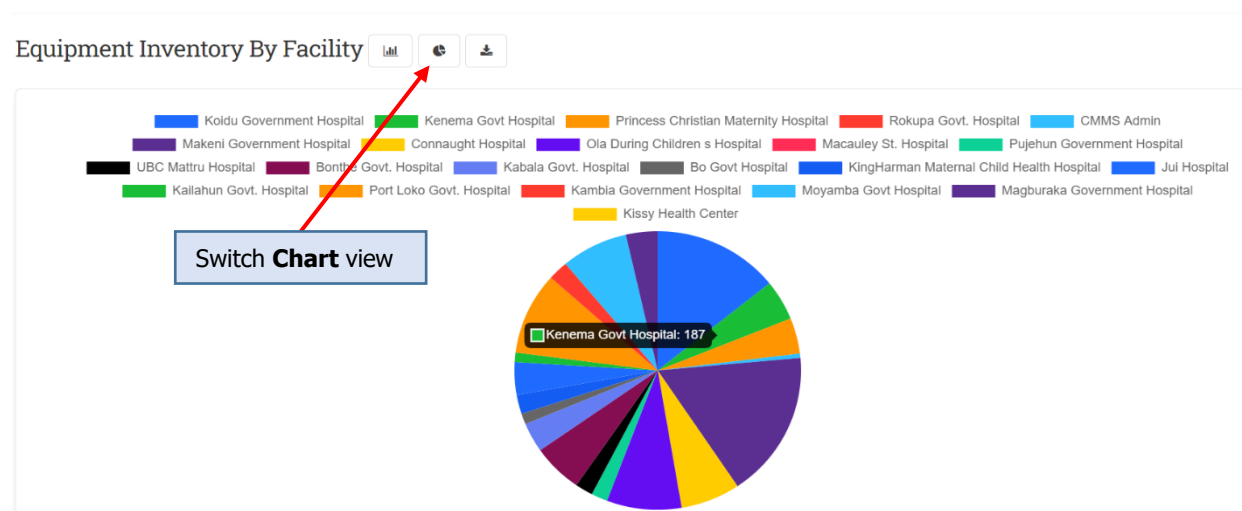 Equipment Inventory By Facility
Koidu Government Hospital Kenema Govt Hospital Princess Christian Maternity Hospital Rokupa Govt. Hospital CMMS Admin
Makeni Government Hospital Connaught Hospital Ola During Children s Hospital Macauley St. Hospital Pujehun Government Hospital
UBC Mattru Hospital Bonthe Govt. Hospital Kabala Govt. Hospital Bo Govt Hospital KingHarman Maternal Child Health Hospital Jui Hospital
Kailahun Govt. Hospital Port Loko Govt. Hospital Kambia Government Hospital Moyamba Govt Hospital Magburaka Government Hospital
Kissy Health Center
Switch Chart view
Kenema Govt Hospital: 187